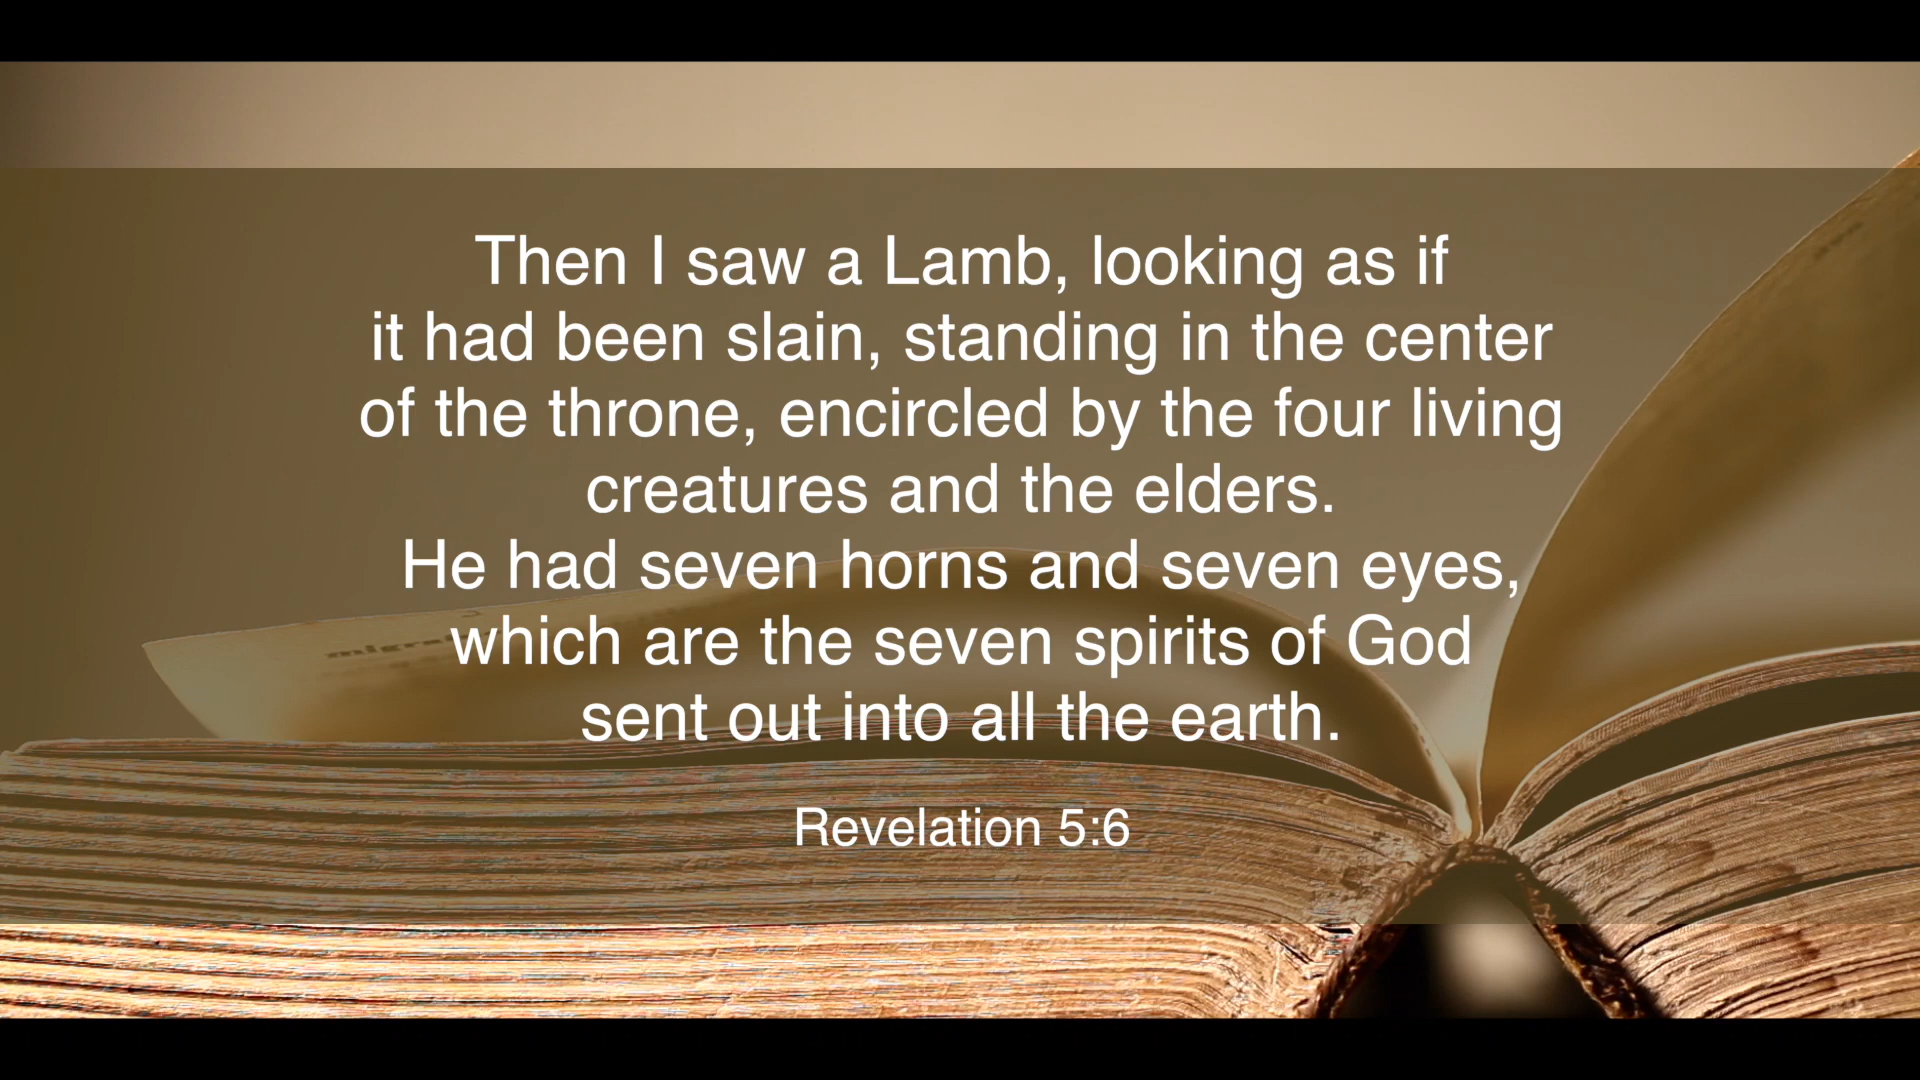 Then I saw a Lamb, looking as if
it had been slain, standing in the center
of the throne, encircled by the four living
creatures and the elders.
He had seven horns and seven eyes,
which are the seven spirits of God
sent out into all the earth.
Revelation 5:6